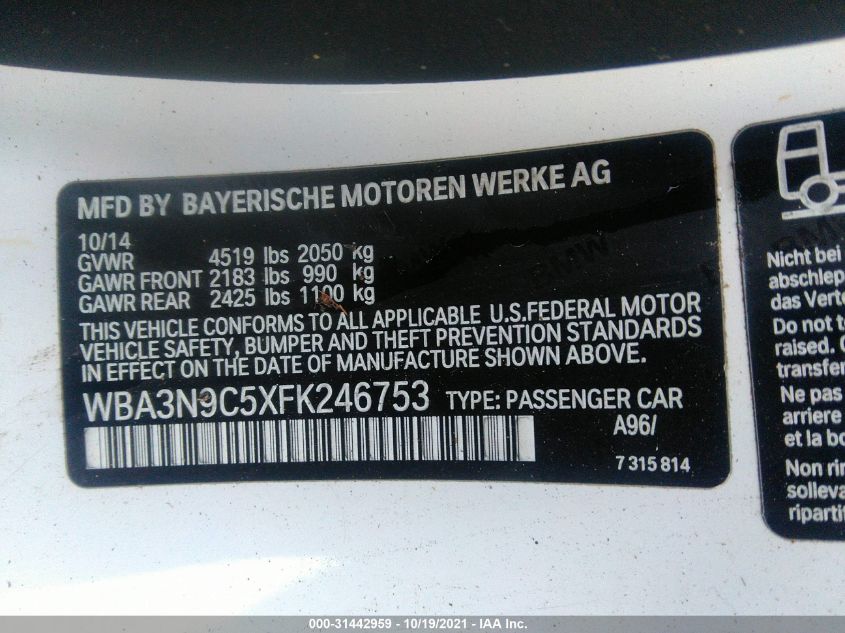 MFD BY BAYERISCHE MOTOREN WERKE AG
10/14
GVWR 4519 lbs 2050 kg
GAWR FRONT 2183 lbs 990 kg
GAWR REAR 2425 lbs 1100 kg
THIS VEHICLE CONFORMS TO ALL APPLICABLE U.S.FEDERAL MOTOR
VEHICLE SAFETY, BUMPER AND THEFT PREVENTION STANDARDS
IN EFFECT ON THE DATE OF MANUFACTURE SHOWN ABOVE.
WBA3N9C5XFK246753 TYPE: PASSENGER CAR
A96/
7 315 814
Nicht bei
abschlep
das Verte
Do not to
raised. C
transfer
Ne pas
arriere
et la bo
Non rim
solleva
ripartit
000-31442959 - 10/19/2021 - IAA Inc.